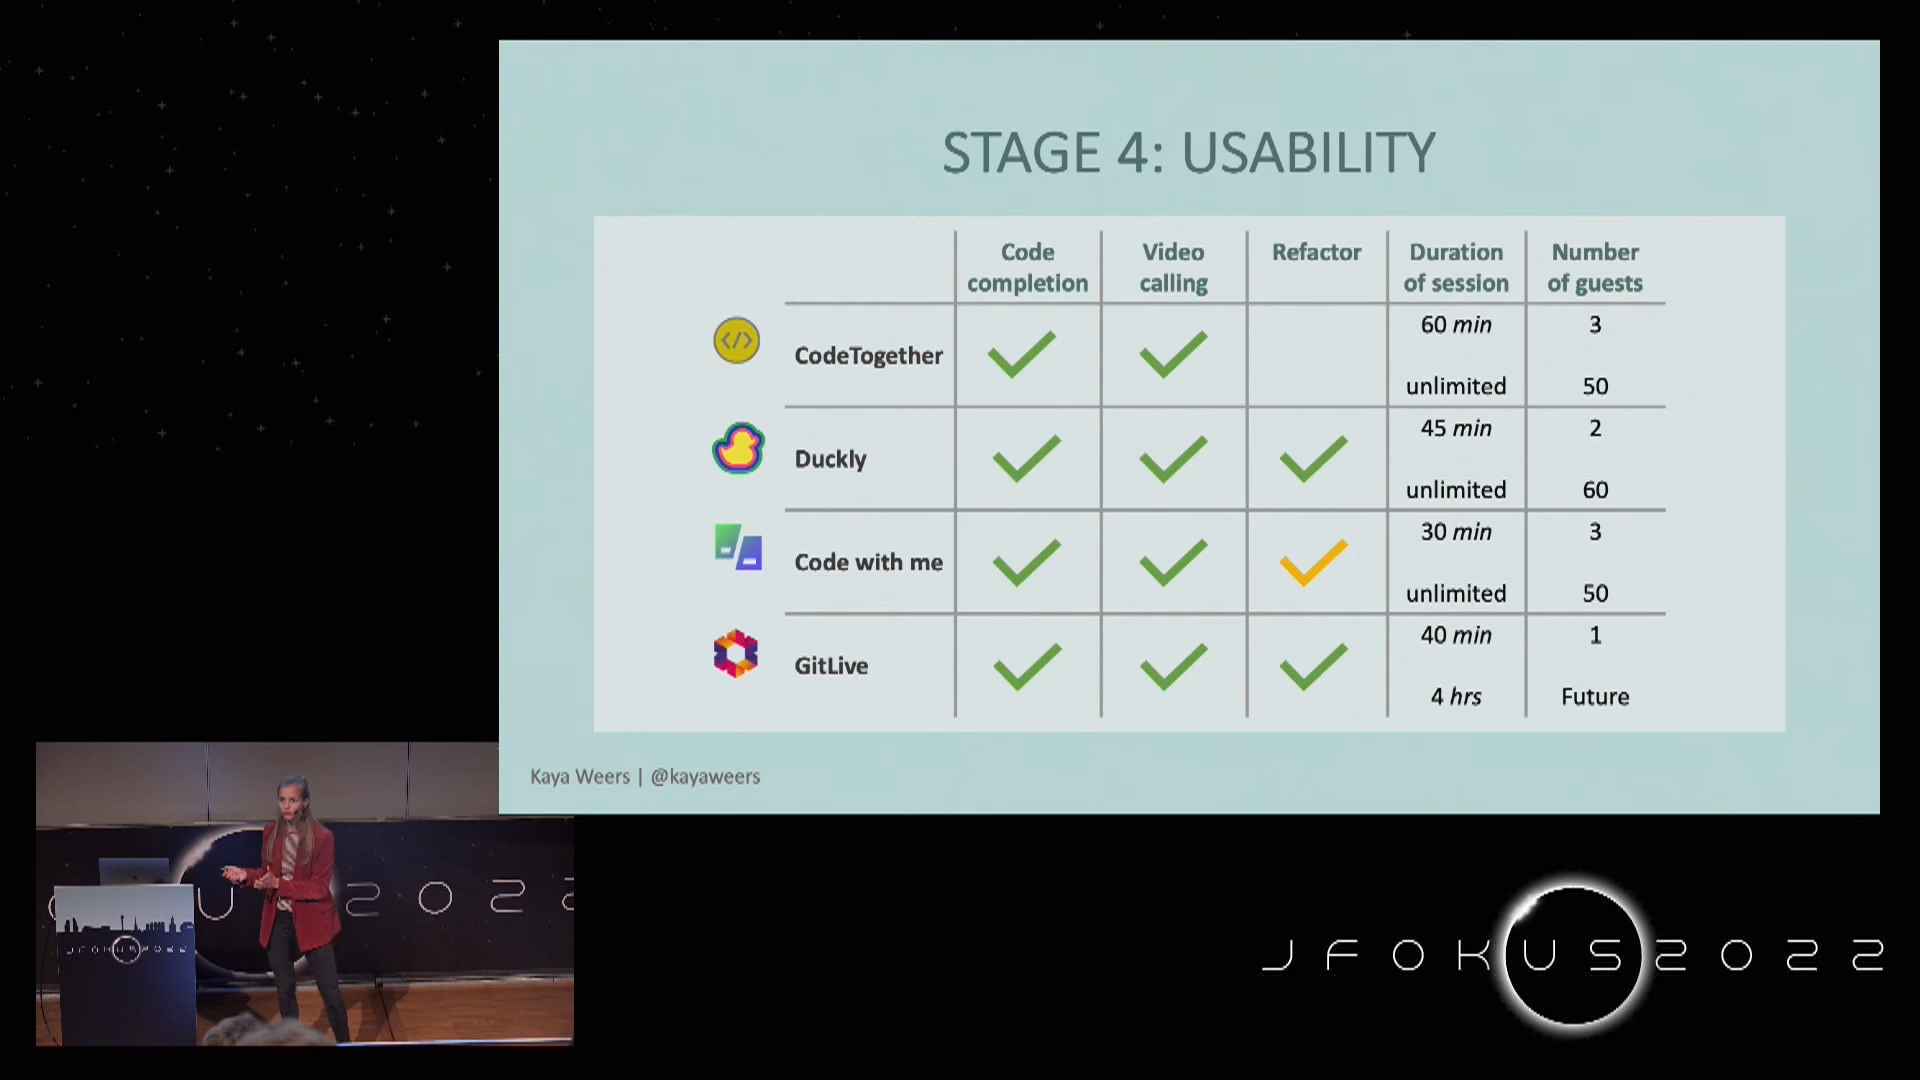 STAGE 4: USABILITY
Code completion
Video calling
Refactor
Duration of session
Number of guests
</>
CodeTogether
60 min
3
unlimited
50
Duckly
45 min
2
unlimited
60
Code with me
30 min
3
unlimited
50
GitLive
40 min
1
4 hrs
Future
Kaya Weers | @kayaweers
U 2022
JFOKUS2022
JFOKUS2022